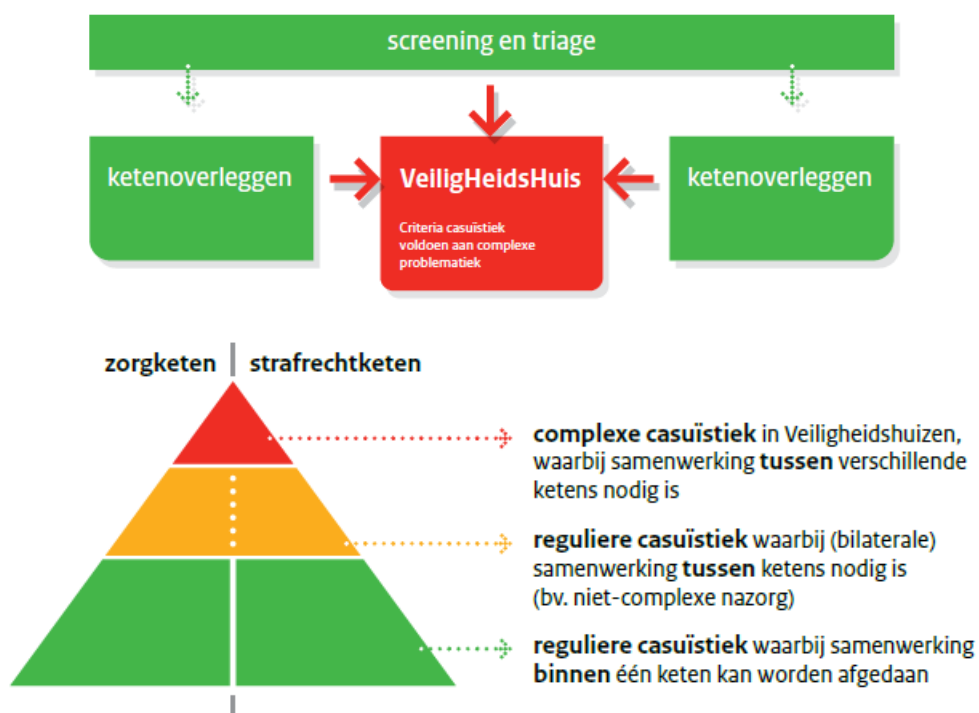 screening en triage
ketenoverleggen
VeiligHeidsHuis
Criteria casuïstiek
voldoen aan complexe
problematiek
ketenoverleggen
zorgketen
strafrechtketen
complexe casuïstiek in Veiligheidshuizen,
waarbij samenwerking tussen verschillende
ketens nodig is
reguliere casuïstiek waarbij (bilaterale)
samenwerking tussen ketens nodig is
(bv. niet-complexe nazorg)
reguliere casuïstiek waarbij samenwerking
binnen één keten kan worden afgedaan